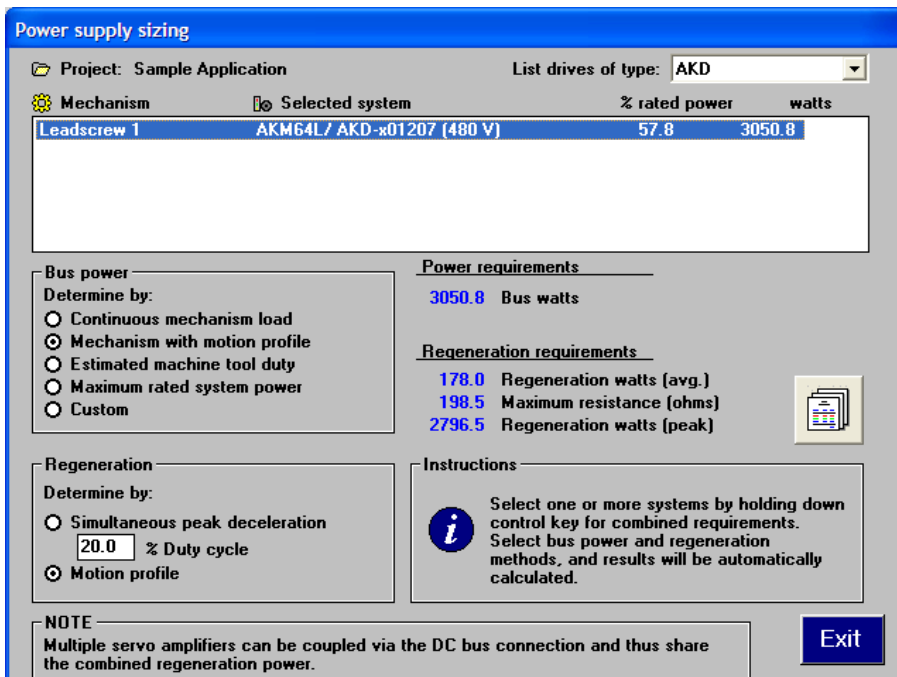 Power supply sizing
Project: Sample Application
List drives of type: AKD
Mechanism Selected system % rated power watts
Leadscrew 1 AKM64L/ AKD-x01207 (480 V) 57.8 3050.8
Bus power
Determine by:
Continuous mechanism load
Mechanism with motion profile
Estimated machine tool duty
Maximum rated system power
Custom
Power requirements
3050.8 Bus watts
Regeneration requirements
178.0 Regeneration watts (avg.)
198.5 Maximum resistance (ohms)
2796.5 Regeneration watts (peak)
Regeneration
Determine by:
Simultaneous peak deceleration
20.0 % Duty cycle
Motion profile
Instructions
i
Select one or more systems by holding down
control key for combined requirements.
Select bus power and regeneration
methods, and results will be automatically
calculated.
NOTE
Multiple servo amplifiers can be coupled via the DC bus connection and thus share
the combined regeneration power.
Exit